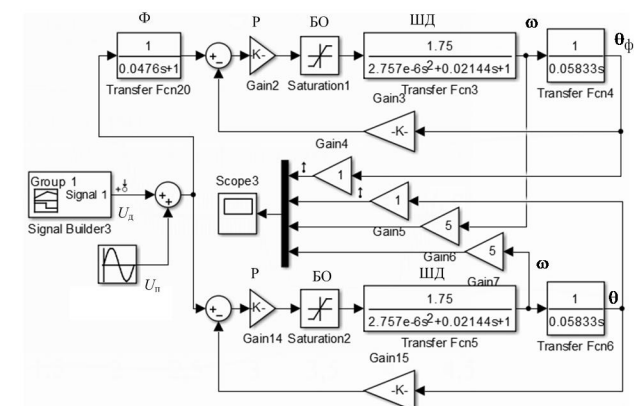 Ф
Р
БО
ШД
ω
θф
1
0.0476s+1
Transfer Fcn20
-K-
Gain2
Saturation1
1.75
2.757e-6s2+0.02144s+1
Transfer Fcn3
1
0.05833s
Transfer Fcn4
Gain3
-K-
Gain4
1
Scope3
Group 1
Signal 1
Signal Builder3
Uд
Uп
1
Gain5
5
Gain6
5
Gain7
Р
БО
ШД
ω
θ
-K-
Gain14
Saturation2
1.75
2.757e-6s2+0.02144s+1
Transfer Fcn5
1
0.05833s
Transfer Fcn6
Gain15
-K-